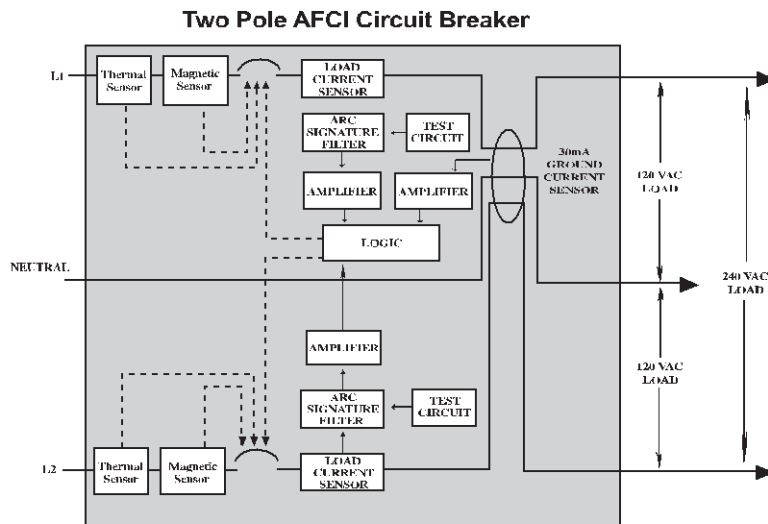 Two Pole AFCI Circuit Breaker
L1
Thermal
Sensor
Magnetic
Sensor
LOAD
CURRENT
SENSOR
ARC
SIGNATURE
FILTER
TEST
CIRCUIT
30mA
GROUND
CURRENT
SENSOR
AMPLIFIER
AMPLIFIER
120 VAC
LOAD
LOGIC
NEUTRAL
240 VAC
LOAD
AMPLIFIER
120 VAC
LOAD
ARC
SIGNATURE
FILTER
TEST
CIRCUIT
L2
Thermal
Sensor
Magnetic
Sensor
LOAD
CURRENT
SENSOR